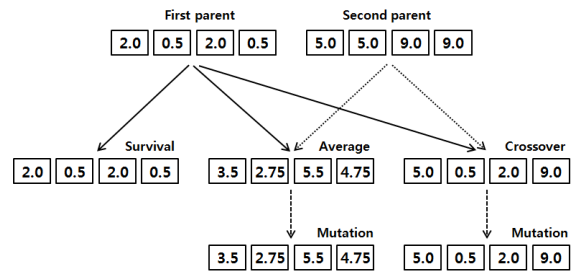 First parent Second parent
2.0 0.5 2.0 0.5 5.0 5.0 9.0 9.0
Survival Average Crossover
2.0 0.5 2.0 0.5 3.5 2.75 5.5 4.75 5.0 0.5 2.0 9.0
Mutation Mutation
3.5 2.75 5.5 4.75 5.0 0.5 2.0 9.0